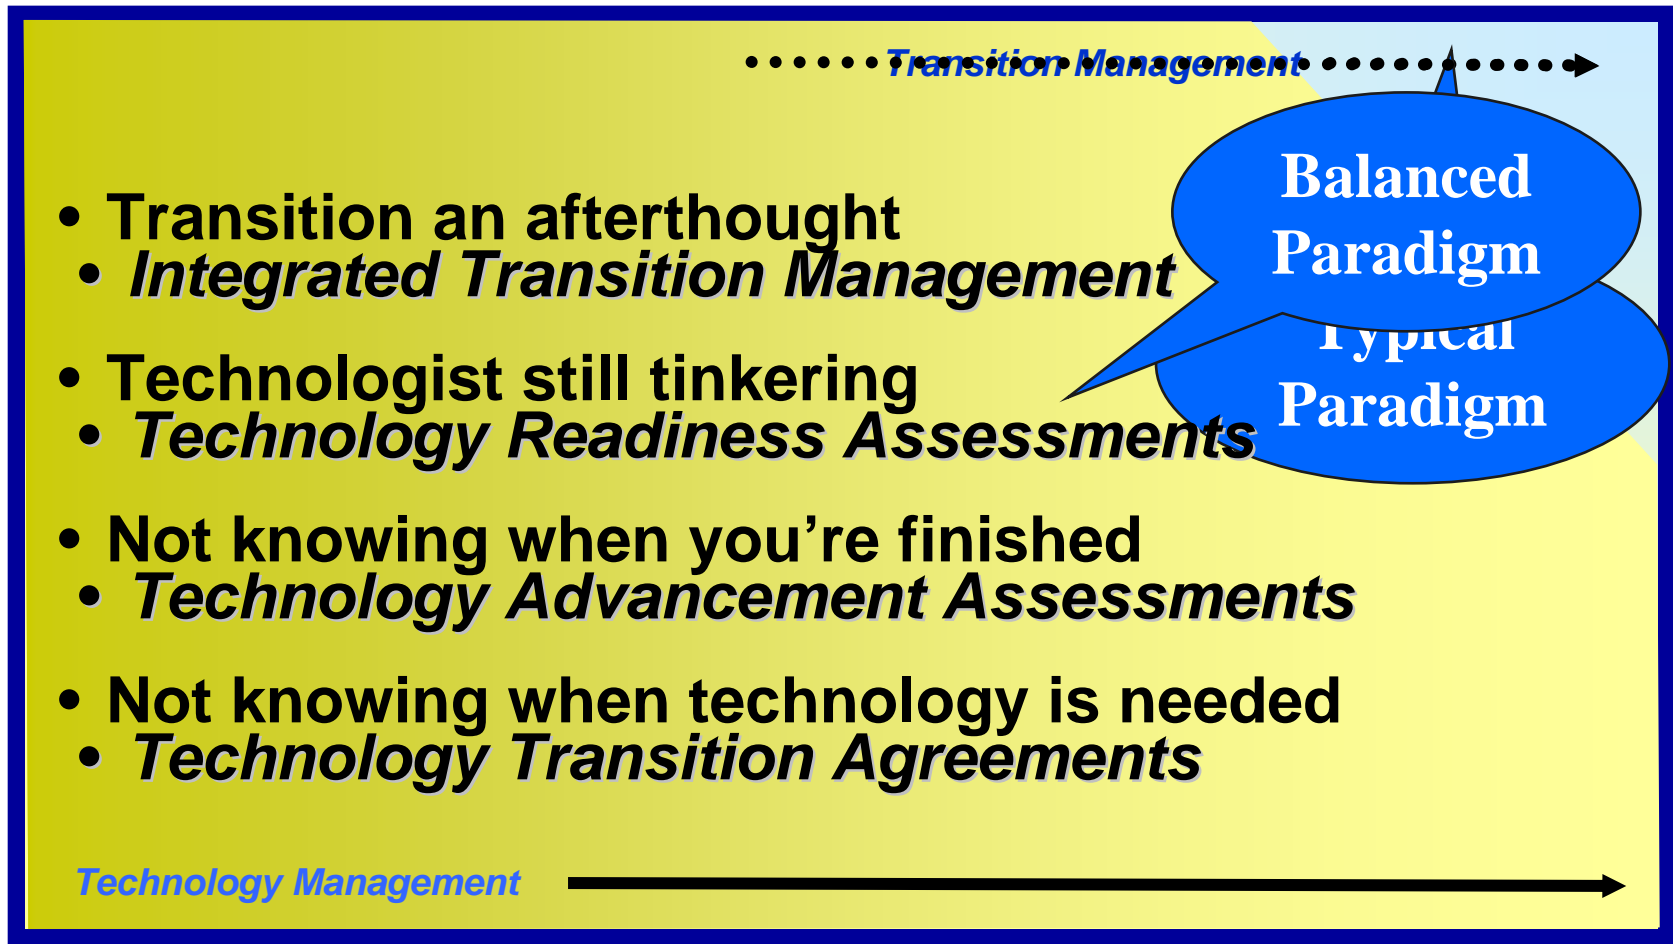 Transition Management
Balanced
Paradigm
• Transition an afterthought
• Integrated Transition Management
Typical
Paradigm
• Technologist still tinkering
• Technology Readiness Assessments
• Not knowing when you’re finished
• Technology Advancement Assessments
• Not knowing when technology is needed
• Technology Transition Agreements
Technology Management